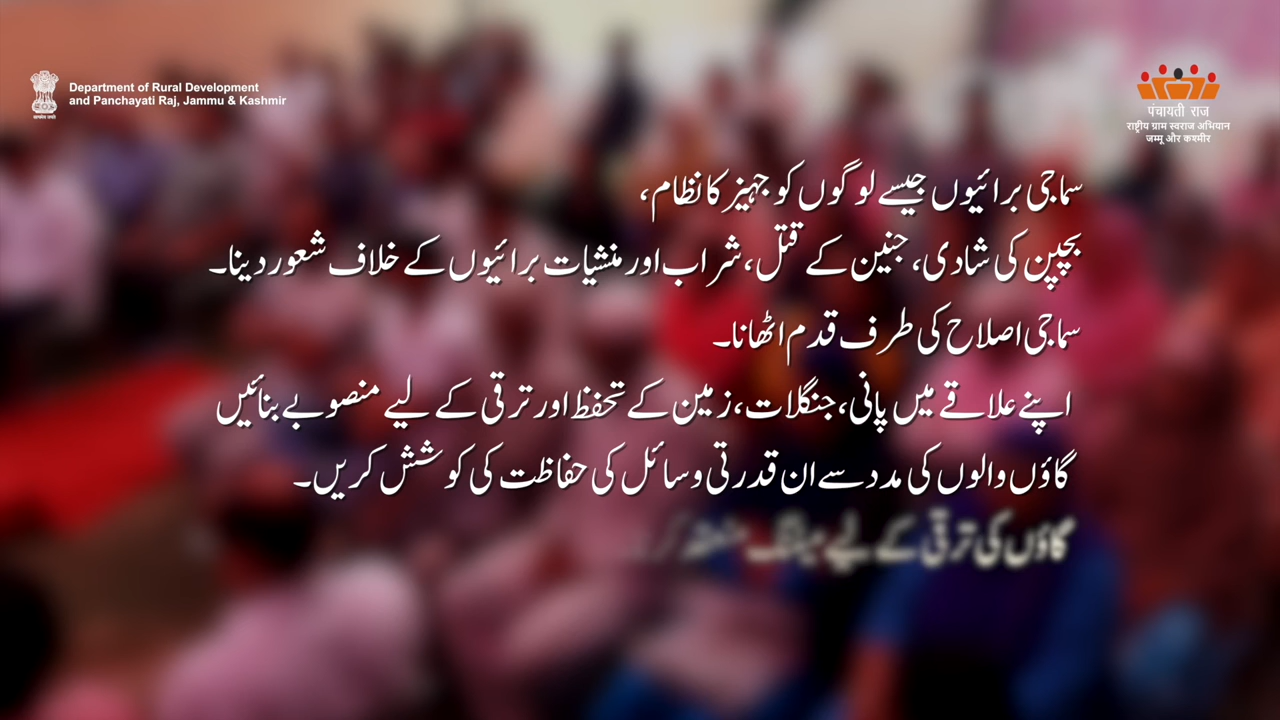 Department of Rural Development
and Panchayati Raj, Jammu & Kashmir
पंचायती राज
राष्ट्रीय ग्राम स्वराज अभियान
जम्मू और कश्मीर
سماجی برائیوں جیسے لوگوں کو جہیز کا نظام،
بچپن کی شادی، جنین کے قتل، شراب اور منشیات برائیوں کے خلاف شعور دینا۔
سماجی اصلاح کی طرف قدم اٹھانا۔
اپنے علاقے میں پانی، جنگلات، زمین کے تحفظ اور ترقی کے لیے منصوبے بنائیں
گاؤں والوں کی مدد سے ان قدرتی وسائل کی حفاظت کی کوشش کریں۔
گاؤں کی ترقی کے لیے میٹنگ منعقد